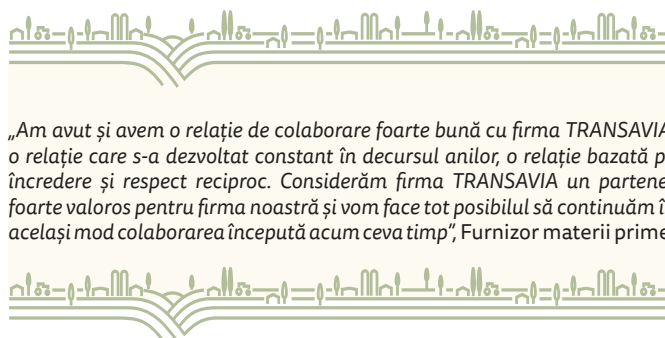 „Am avut și avem o relație de colaborare foarte bună cu firma TRANSAVIA
o relație care s-a dezvoltat constant în decursul anilor, o relație bazată p
încredere și respect reciproc. Considerăm firma TRANSAVIA un partene
foarte valoros pentru firma noastră și vom face tot posibilul să continuăm î
același mod colaborarea începută acum ceva timp”, Furnizor materii prime